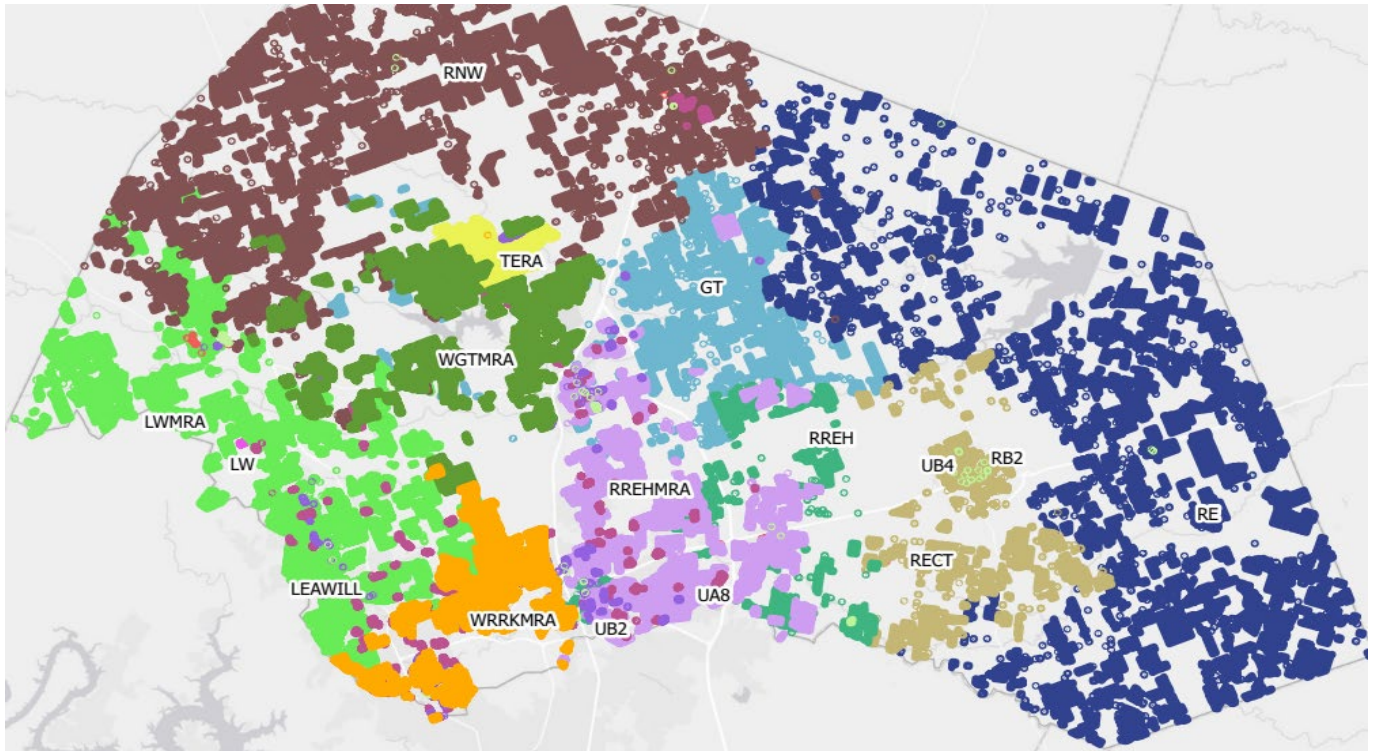 RNW
TERA
GT
WGTMRA
LWMRA
LW
RREH
UB4
RB2
RREHMRA
RE
RECT
LEAWILL
UA8
WRRKMRA
UB2